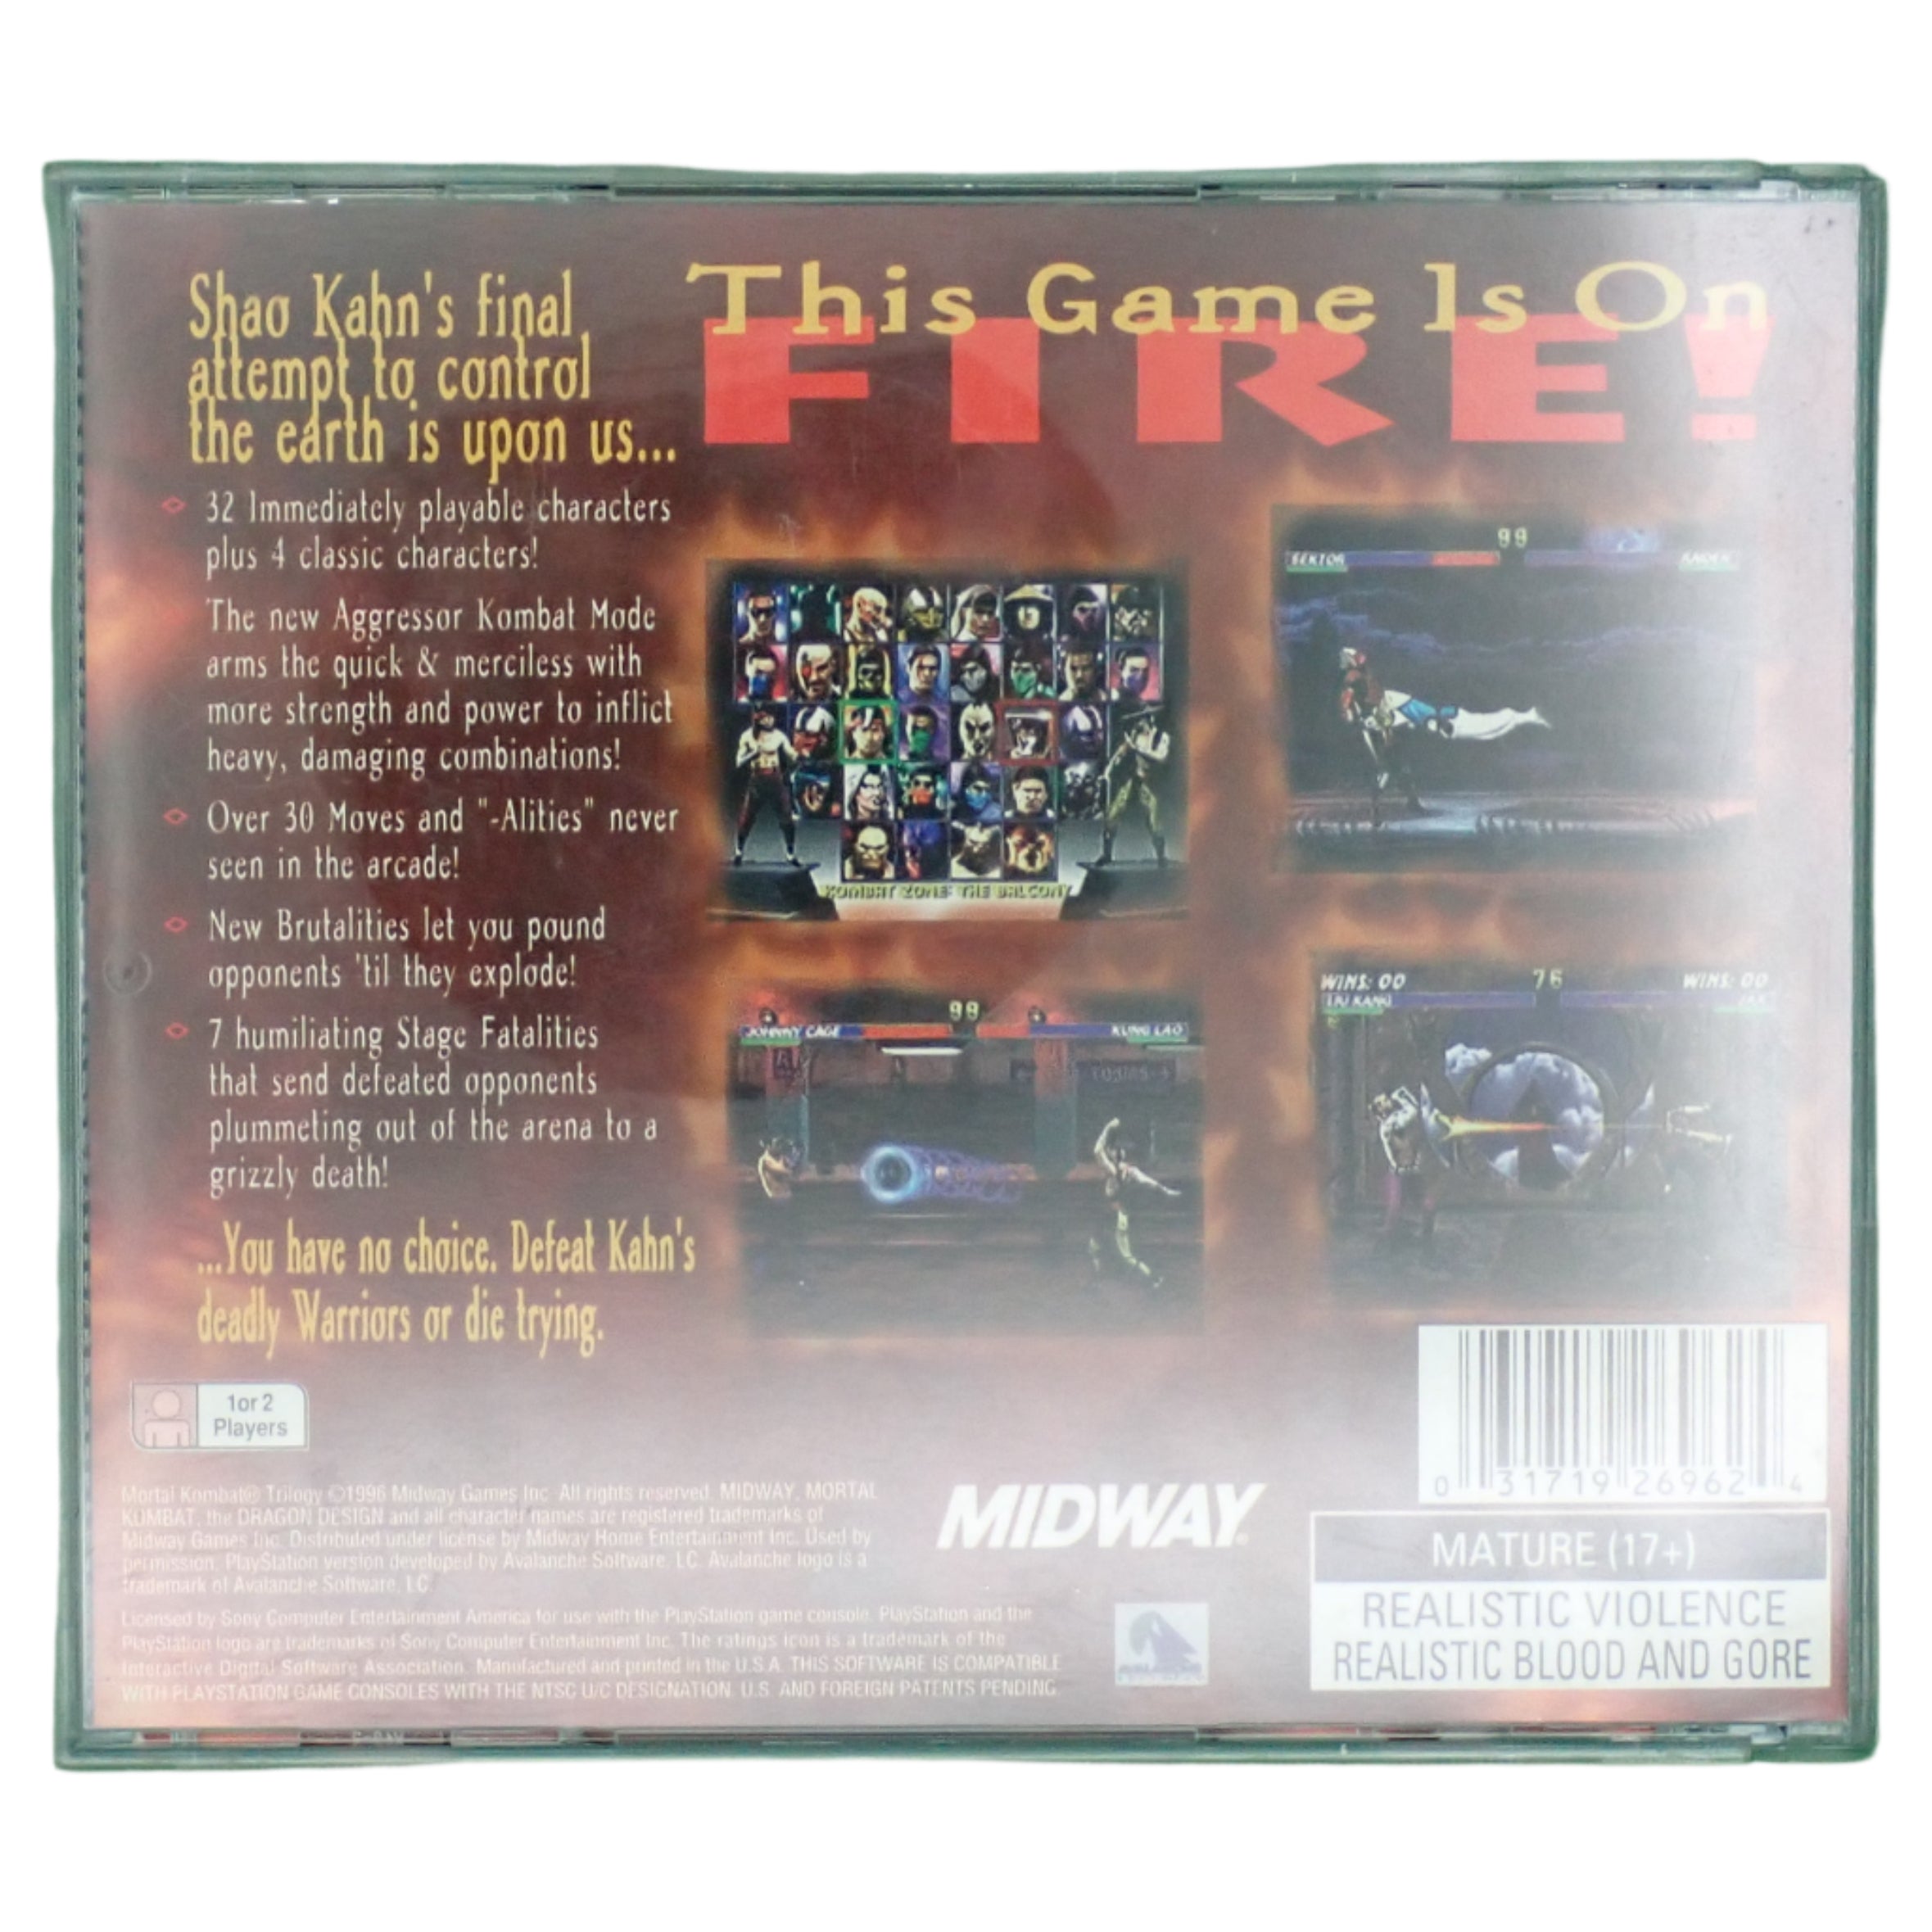 This Game Is On
FIRE!
Shao Kahn's final
attempt to control
the earth is upon us...
32 Immediately playable characters
plus 4 classic characters!
The new Aggressor Kombat Mode
arms the quick & merciless with
more strength and power to inflict
heavy, damaging combinations!
Over 30 Moves and "-Alities" never
seen in the arcade!
New Brutalities let you pound
opponents 'til they explode!
7 humiliating Stage Fatalities
that send defeated opponents
plummeting out of the arena to a
grizzly death!
...You have no choice. Defeat Kahn's
deadly Warriors or die trying.
KOMBAT ZONE: THE BALCONY
99
SEKTOR
RAIDEN
99
JOHNNY CAGE
KUNG LAO
WINS: 00 76 WINS: 00
LIU KANG
JAX
1or 2
Players
Mortal Kombat® Trilogy ©1996 Midway Games Inc. All rights reserved. MIDWAY, MORTAL
KOMBAT, the DRAGON DESIGN and all character names are registered trademarks of
Midway Games Inc. Distributed under license by Midway Home Entertainment Inc. Used by
permission. PlayStation version developed by Avalanche Software, LC. Avalanche logo is a
trademark of Avalanche Software, LC.
Licensed by Sony Computer Entertainment America for use with the PlayStation game console. PlayStation and the
PlayStation logo are trademarks of Sony Computer Entertainment Inc. The ratings icon is a trademark of the
Interactive Digital Software Association. Manufactured and printed in the U.S.A. THIS SOFTWARE IS COMPATIBLE
WITH PLAYSTATION GAME CONSOLES WITH THE NTSC U/C DESIGNATION. U.S. AND FOREIGN PATENTS PENDING.
MIDWAY
0 31719 26962 4
MATURE (17+)
REALISTIC VIOLENCE
REALISTIC BLOOD AND GORE